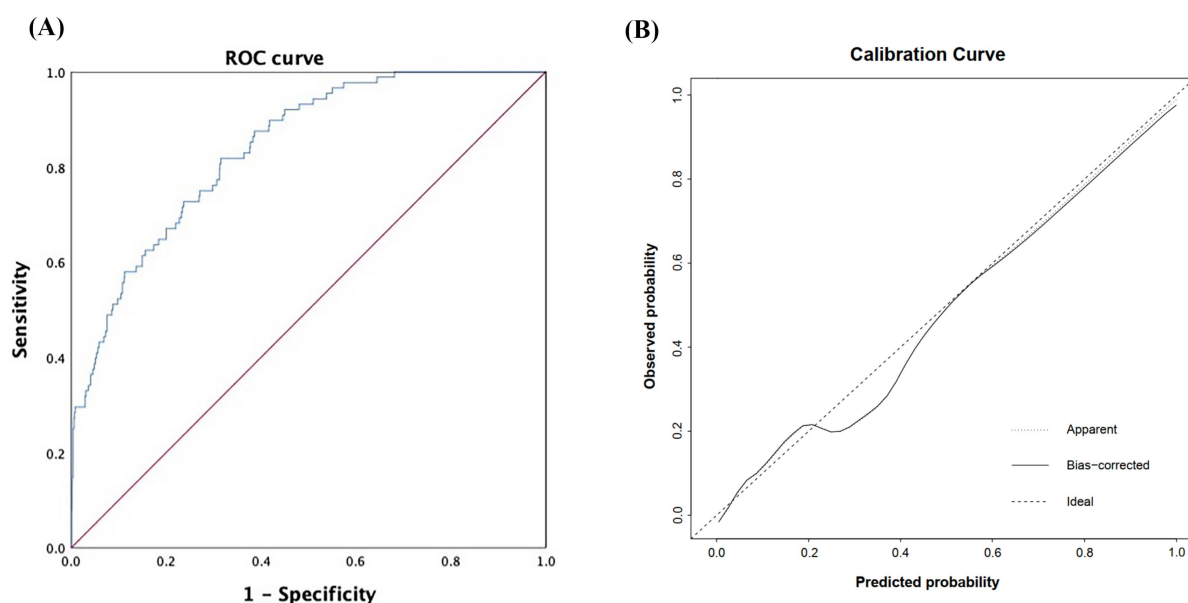 (A)
ROC curve
1.0
0.8
0.6
0.4
0.2
0.0
Sensitivity
0.0 0.2 0.4 0.6 0.8 1.0
1 – Specificity
(B)
Calibration Curve
1.0
0.8
0.6
0.4
0.2
0.0
Observed probability
Apparent
Bias−corrected
Ideal
0.0 0.2 0.4 0.6 0.8 1.0
Predicted probability